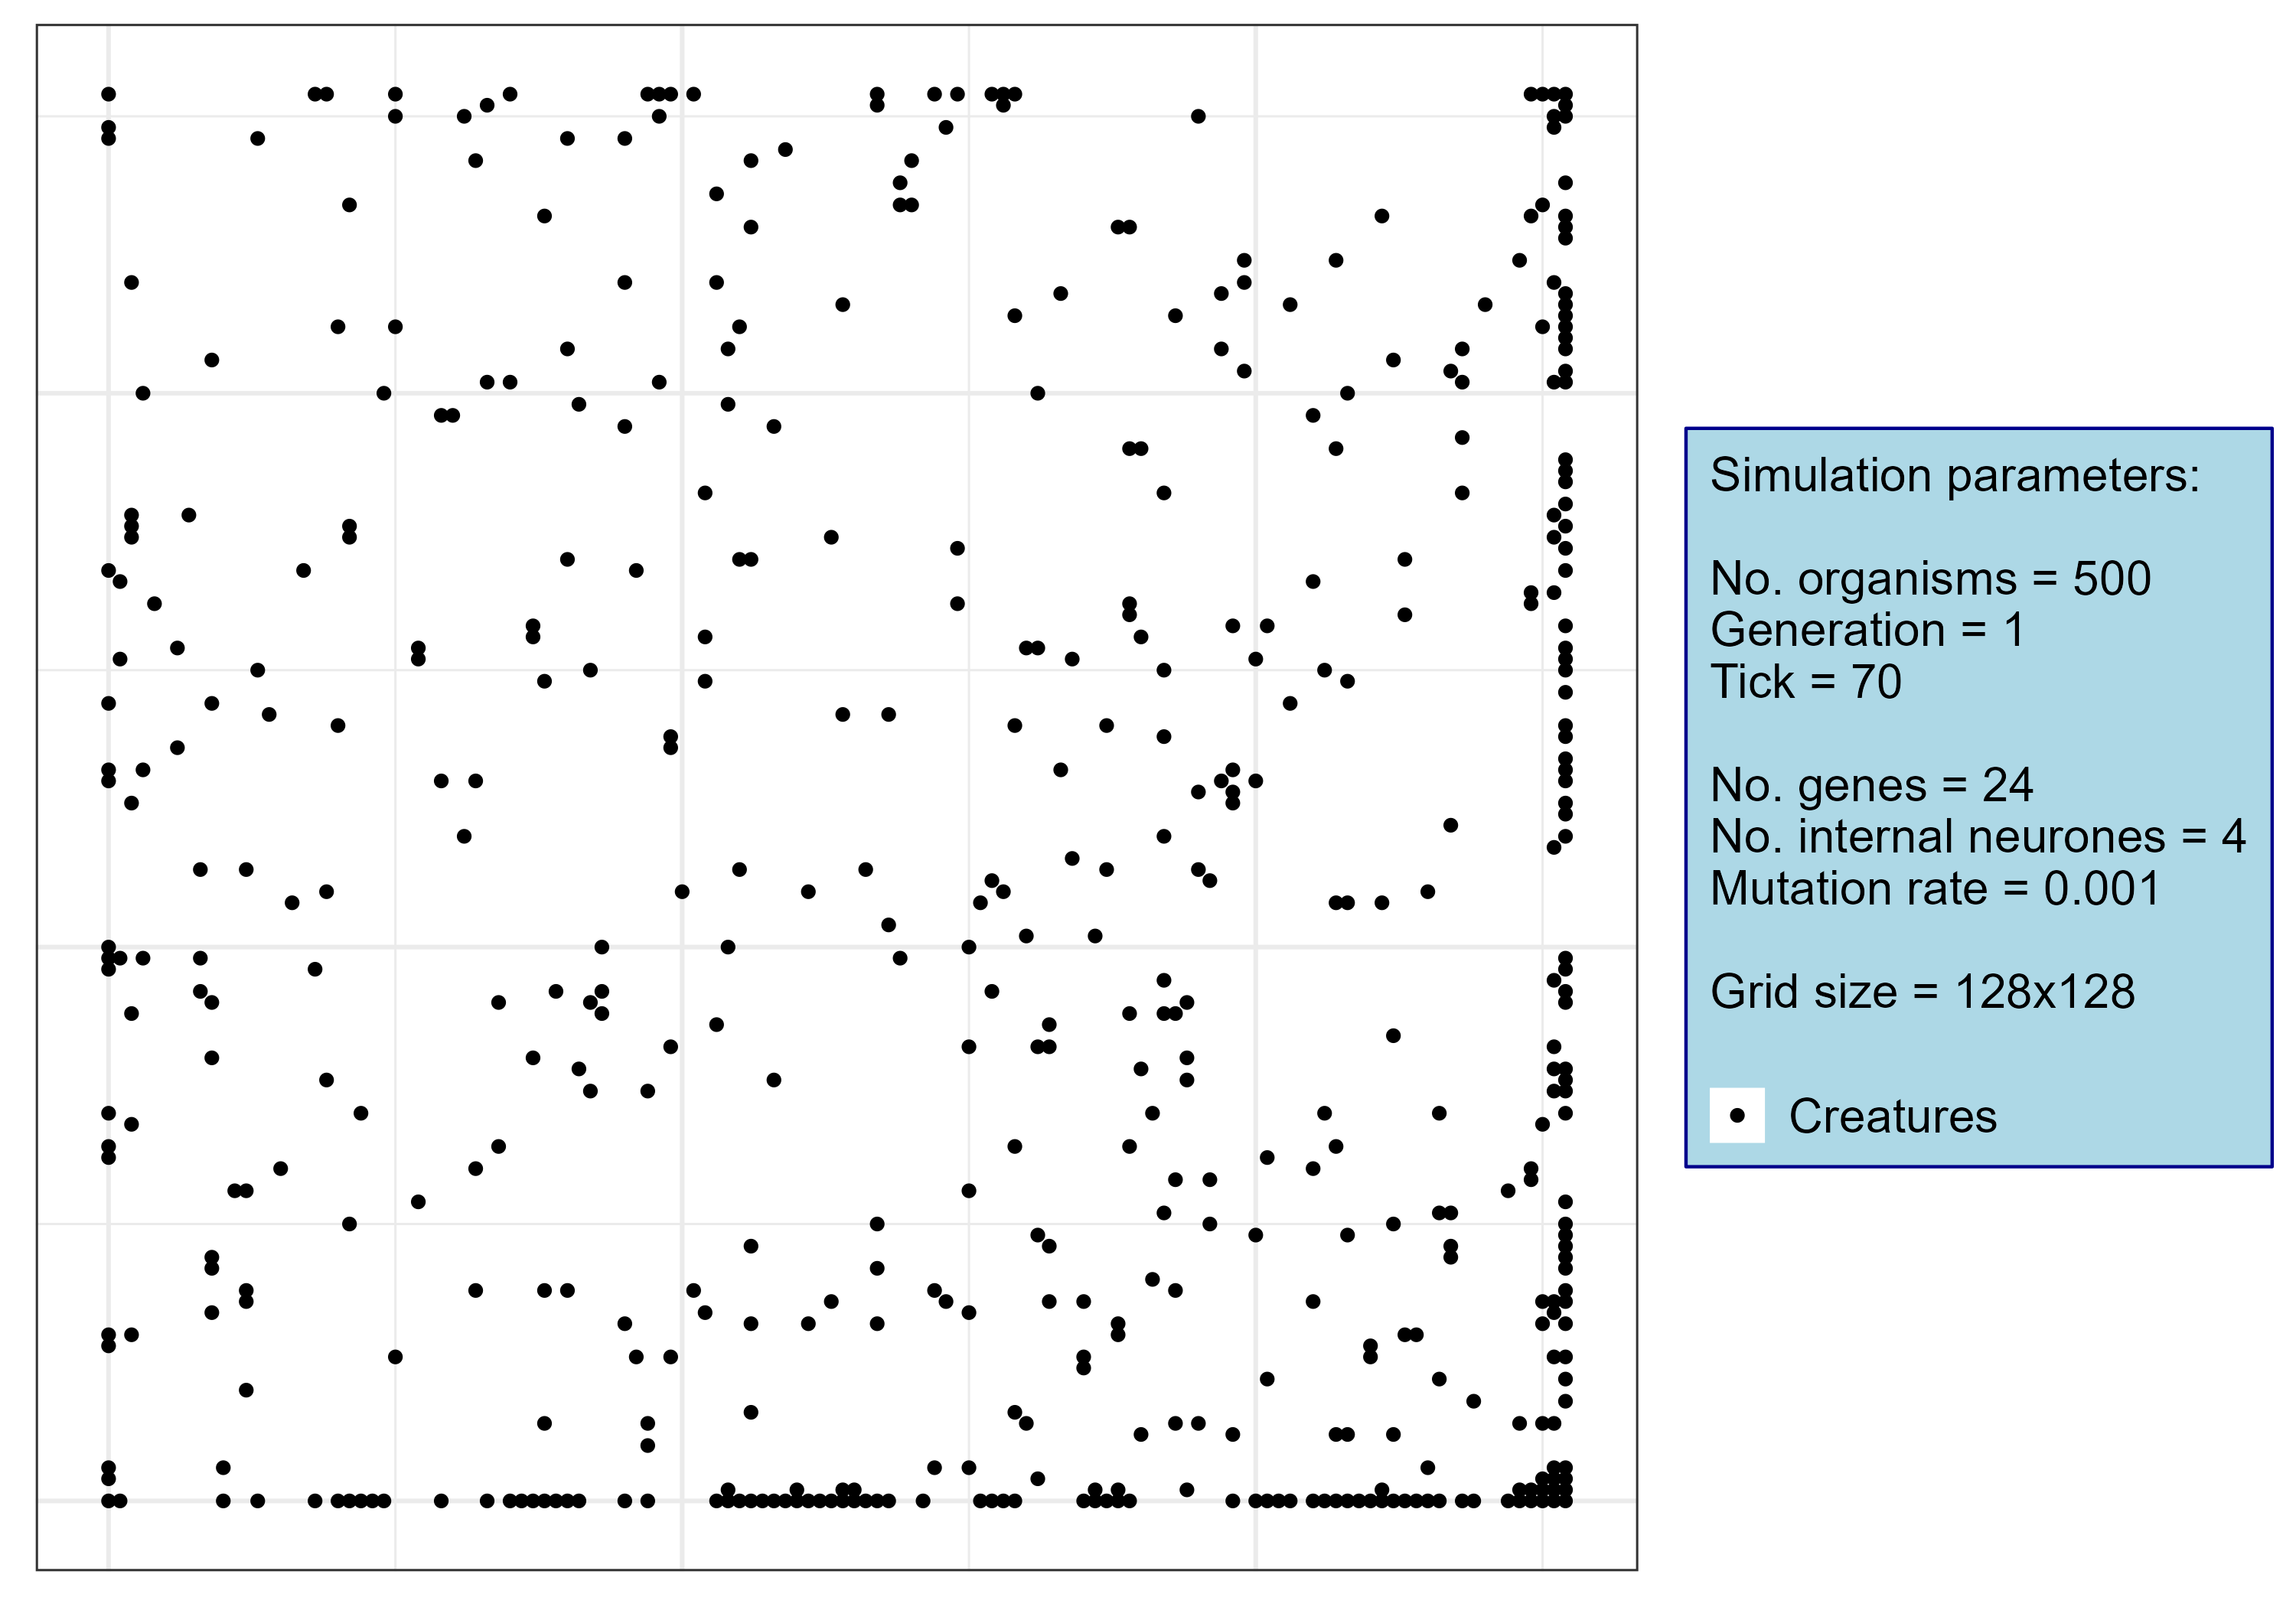 Simulation parameters:
No. organisms = 500
Generation = 1
Tick = 70
No. genes = 24
No. internal neurones = 4
Mutation rate = 0.001
Grid size = 128x128
Creatures